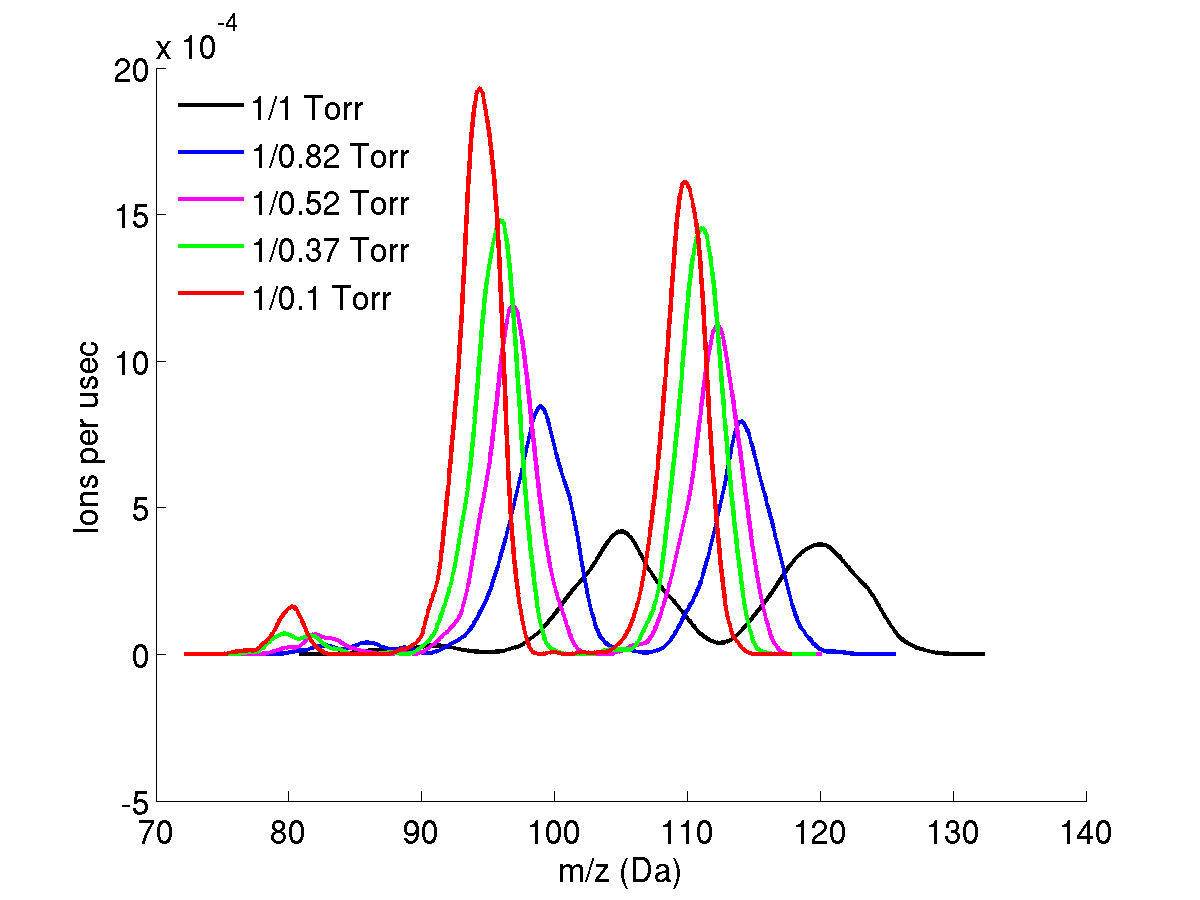 x 10^-4
20
15
10
5
0
-5
1/1 Torr
1/0.82 Torr
1/0.52 Torr
1/0.37 Torr
1/0.1 Torr
Ions per usec
70 80 90 100 110 120 130 140
m/z (Da)